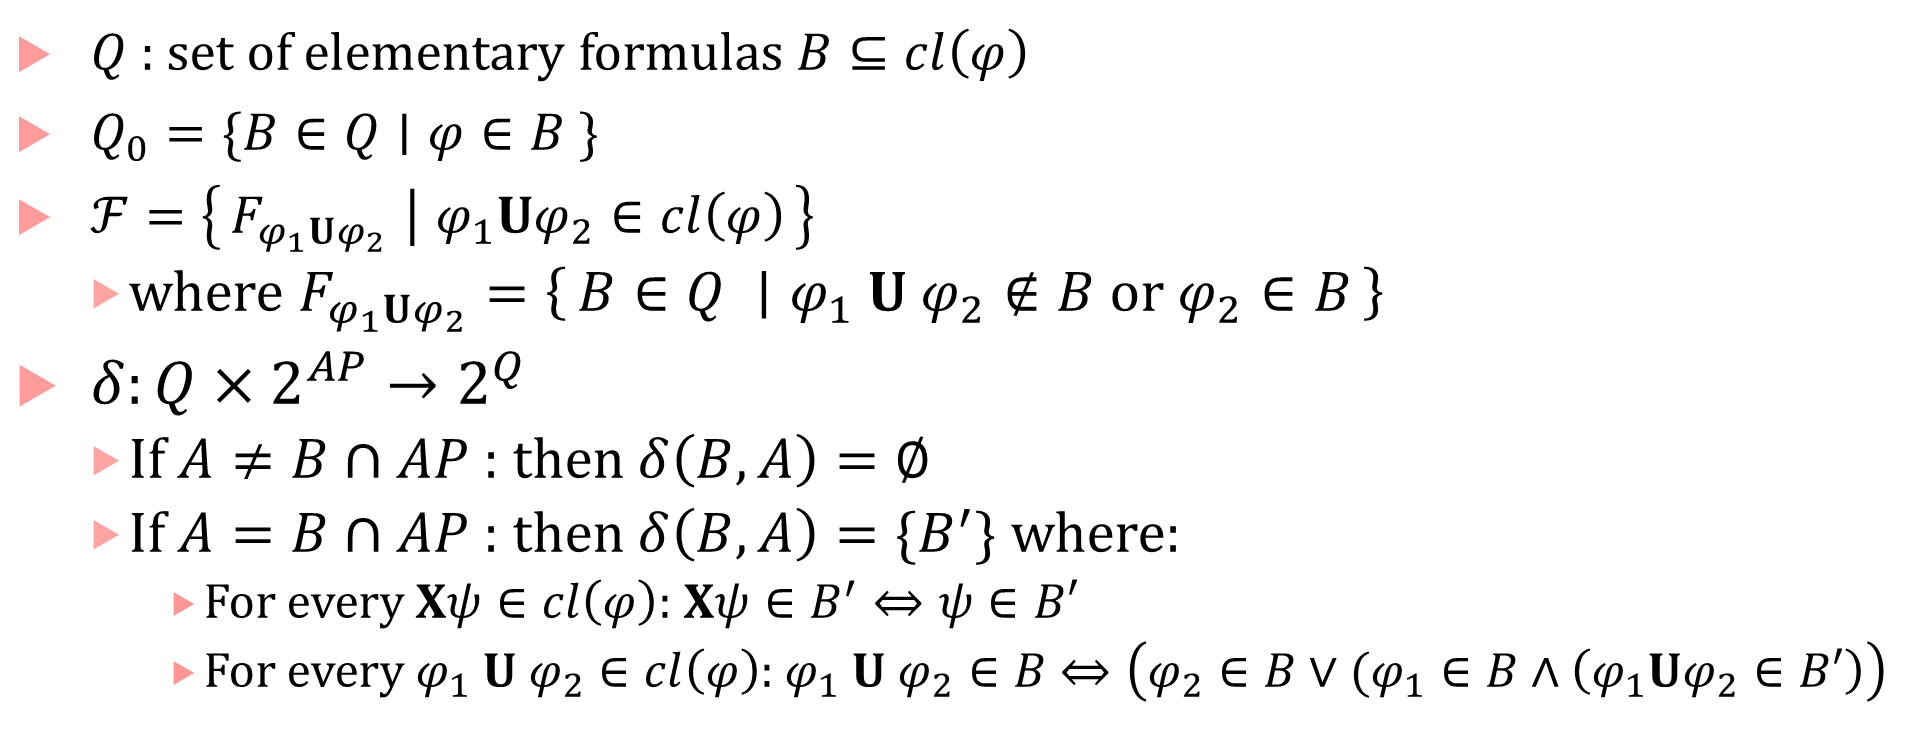 ▶ Q : set of elementary formulas B ⊆ cl(φ)
▶ Q₀ = {B ∈ Q ∣ φ ∈ B }
▶ ℱ = { F_{φ₁𝐔φ₂} | φ₁𝐔φ₂ ∈ cl(φ) }
▶ where F_{φ₁𝐔φ₂} = { B ∈ Q ∣ φ₁ 𝐔 φ₂ ∉ B or φ₂ ∈ B }
▶ δ: Q × 2^{AP} → 2^Q
▶ If A ≠ B ∩ AP : then δ(B, A) = ∅
▶ If A = B ∩ AP : then δ(B, A) = {B′} where:
▶ For every 𝐗ψ ∈ cl(φ): 𝐗ψ ∈ B′ ⇔ ψ ∈ B′
▶ For every φ₁ 𝐔 φ₂ ∈ cl(φ): φ₁ 𝐔 φ₂ ∈ B ⇔ (φ₂ ∈ B ∨ (φ₁ ∈ B ∧ (φ₁𝐔φ₂ ∈ B′))